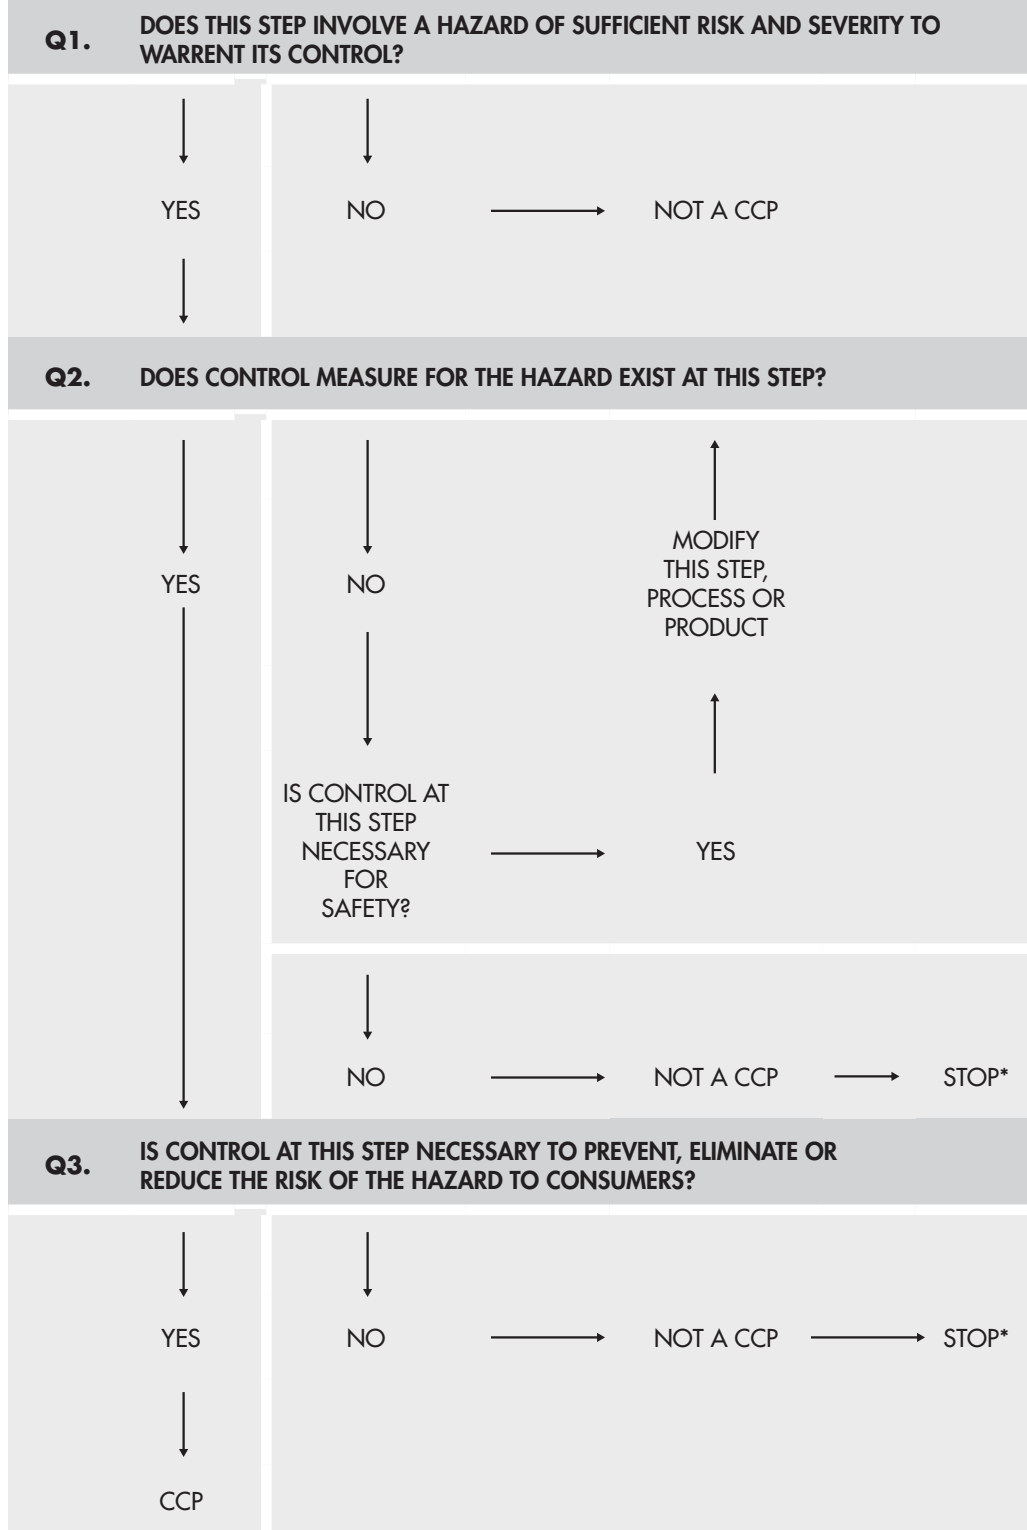 Q1. DOES THIS STEP INVOLVE A HAZARD OF SUFFICIENT RISK AND SEVERITY TO
WARRENT ITS CONTROL?
YES
NO
NOT A CCP
Q2. DOES CONTROL MEASURE FOR THE HAZARD EXIST AT THIS STEP?
YES
NO
MODIFY
THIS STEP,
PROCESS OR
PRODUCT
IS CONTROL AT
THIS STEP
NECESSARY
FOR
SAFETY?
YES
NO
NOT A CCP
STOP*
Q3. IS CONTROL AT THIS STEP NECESSARY TO PREVENT, ELIMINATE OR
REDUCE THE RISK OF THE HAZARD TO CONSUMERS?
YES
NO
NOT A CCP
STOP*
CCP